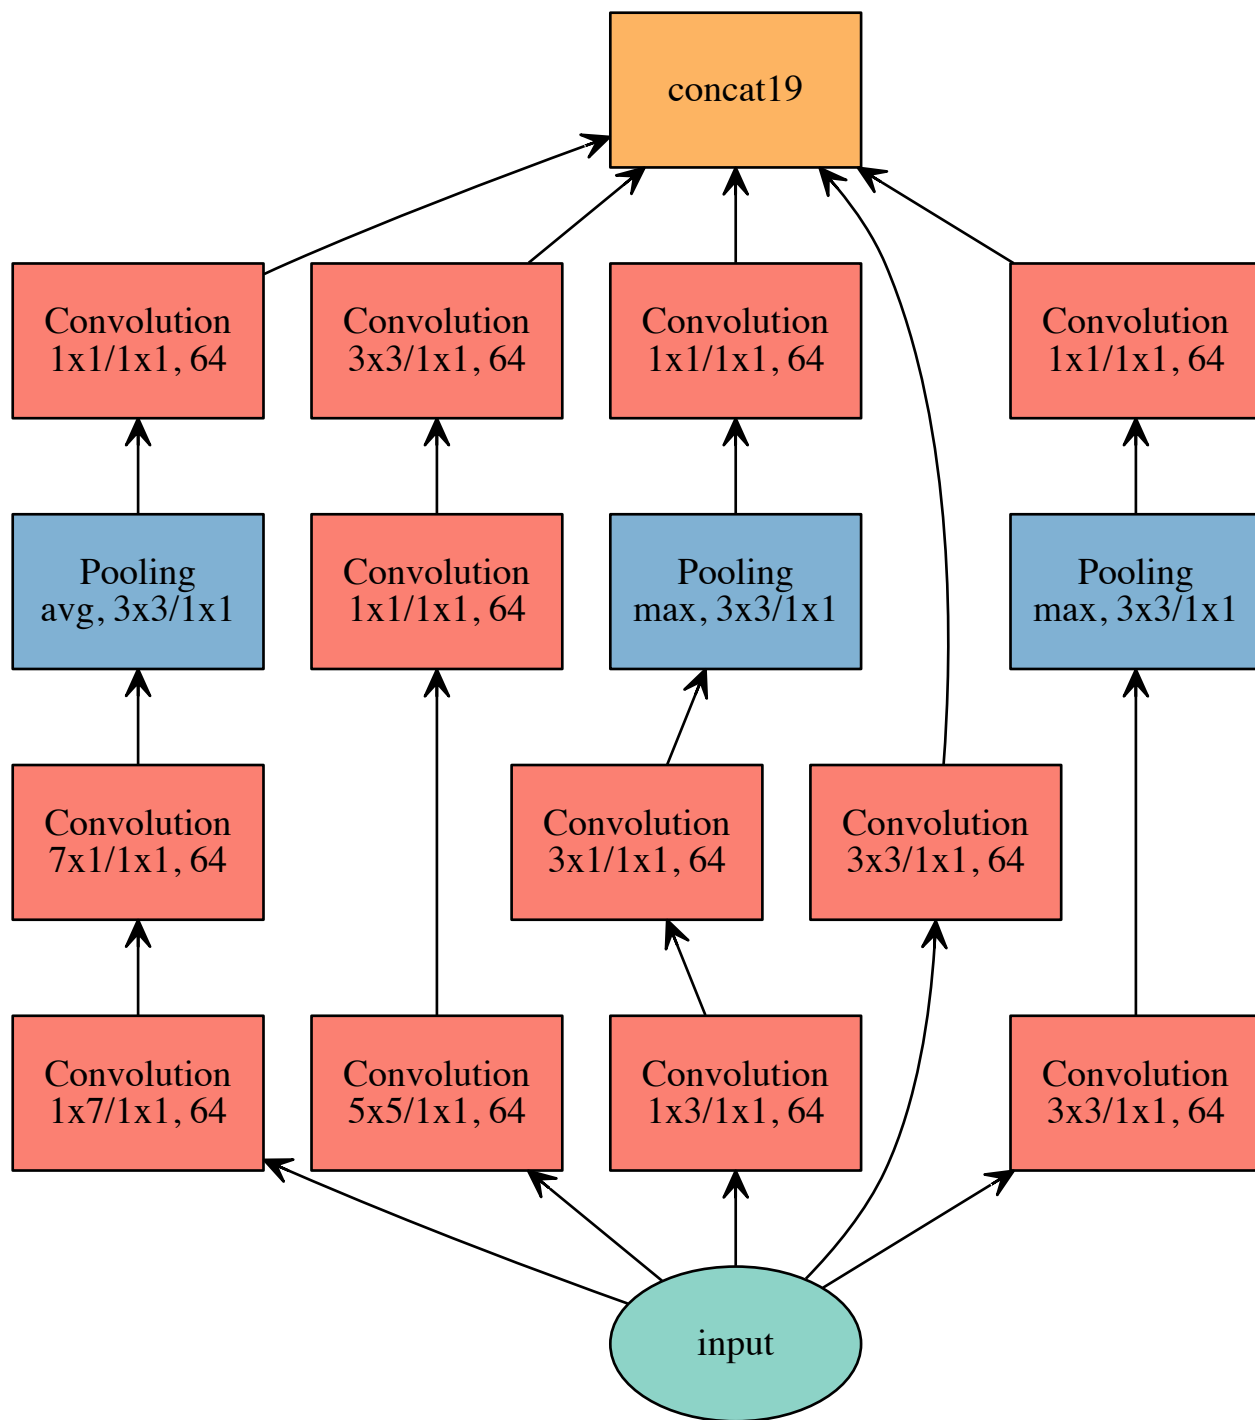 concat19
Convolution
1x1/1x1, 64
Convolution
3x3/1x1, 64
Convolution
1x1/1x1, 64
Convolution
1x1/1x1, 64
Pooling
avg, 3x3/1x1
Convolution
1x1/1x1, 64
Pooling
max, 3x3/1x1
Pooling
max, 3x3/1x1
Convolution
7x1/1x1, 64
Convolution
3x1/1x1, 64
Convolution
3x3/1x1, 64
Convolution
1x7/1x1, 64
Convolution
5x5/1x1, 64
Convolution
1x3/1x1, 64
Convolution
3x3/1x1, 64
input